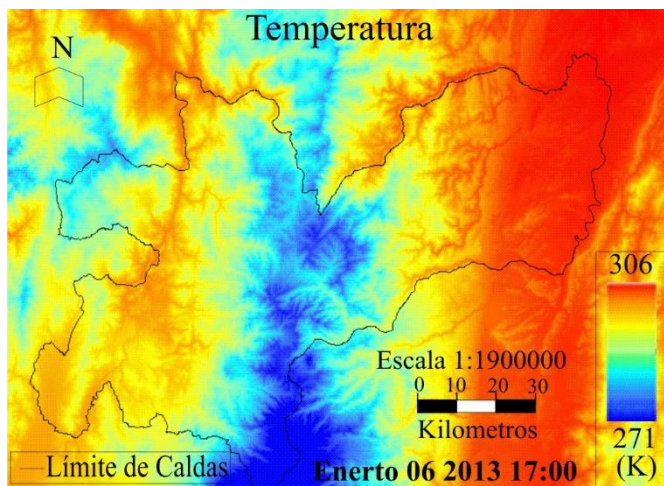 Temperatura
N
306
Escala 1:1900000
0 10 20 30
Kilometros
271
(K)
Límite de Caldas
Enerto 06 2013 17:00